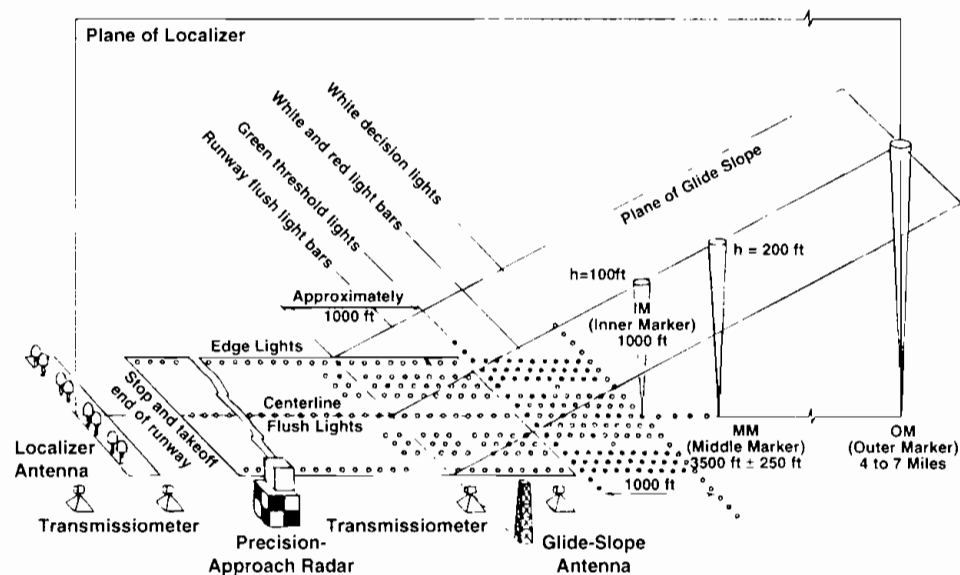 Plane of Localizer
White decision lights
White and red light bars
Green threshold lights
Runway flush light bars
Plane of Glide Slope
h = 200 ft
h=100ft
Approximately
1000 ft
IM
(Inner Marker)
1000 ft
Edge Lights
Stop and takeoff
end of runway
Centerline
Flush Lights
MM
(Middle Marker)
3500 ft ± 250 ft
OM
(Outer Marker)
4 to 7 Miles
Localizer
Antenna
1000 ft
Transmissiometer
Transmissiometer
Precision-
Approach Radar
Glide-Slope
Antenna